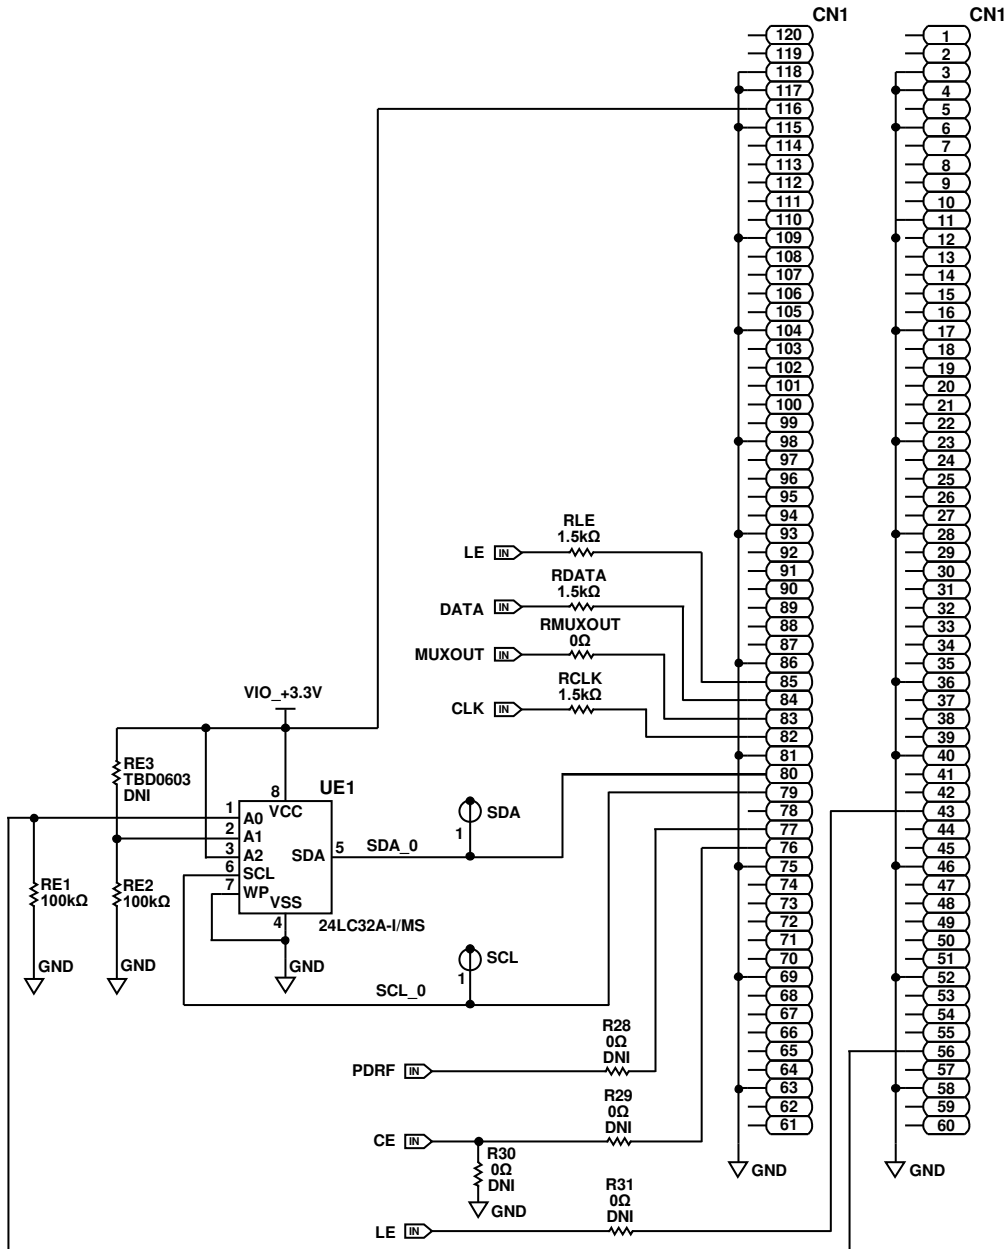 CN1
120
119
118
117
116
115
114
113
112
111
110
109
108
107
106
105
104
103
102
101
100
99
98
97
96
95
94
93
92
91
90
89
88
87
86
85
84
83
82
81
80
79
78
77
76
75
74
73
72
71
70
69
68
67
66
65
64
63
62
61
GND
CN1
1
2
3
4
5
6
7
8
9
10
11
12
13
14
15
16
17
18
19
20
21
22
23
24
25
26
27
28
29
30
31
32
33
34
35
36
37
38
39
40
41
42
43
44
45
46
47
48
49
50
51
52
53
54
55
56
57
58
59
60
GND
RLE
1.5kΩ
LE IN
RDATA
1.5kΩ
DATA IN
RMUXOUT
0Ω
MUXOUT IN
RCLK
1.5kΩ
CLK IN
VIO_+3.3V
RE3
TBD0603
DNI
UE1
8
VCC
1 A0
2 A1
3 A2
6 SCL
7 WP
SDA 5
VSS
4
24LC32A-I/MS
SDA_0
SDA
1
RE1
100kΩ
RE2
100kΩ
GND
GND
GND
SCL
1
SCL_0
R28
0Ω
DNI
PDRF IN
R29
0Ω
DNI
CE IN
R30
0Ω
DNI
GND
R31
0Ω
DNI
LE IN